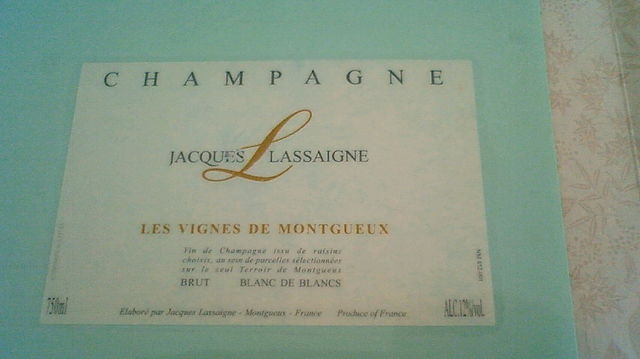 CHAMPAGNE
JACQUES LASSAIGNE
LES VIGNES DE MONTGUEUX
Vin de Champagne issu de raisins
choisis, au sein de parcelles sélectionnées
sur le seul Terroir de Montgueux
BRUT BLANC DE BLANCS
750ml
Elaboré par Jacques Lassaigne - Montgueux - France Produce of France
ALC.12%/vol.